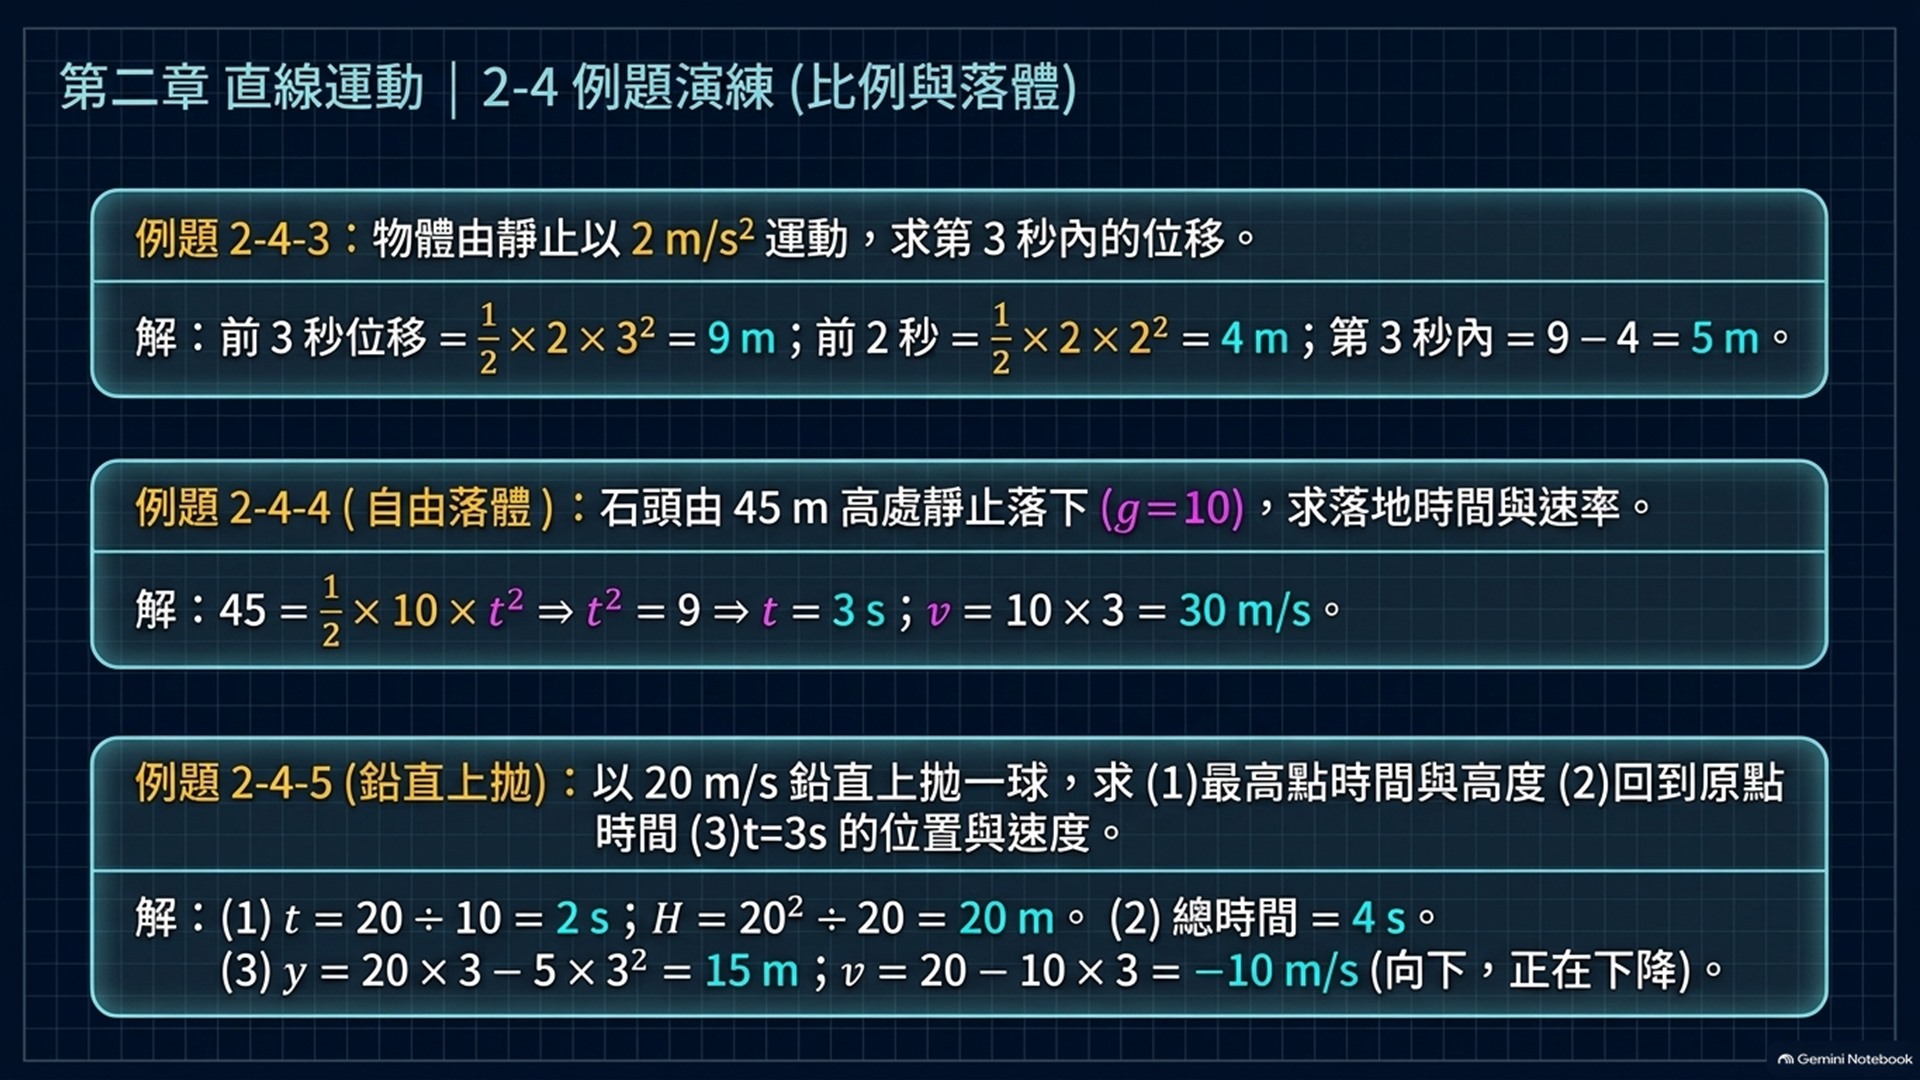 第二章 直線運動｜2-4 例題演練 (比例與落體)
例題 2-4-3：物體由靜止以 2 m/s² 運動，求第 3 秒內的位移。
解：前 3 秒位移 = 1/2 × 2 × 3² = 9 m；前 2 秒 = 1/2 × 2 × 2² = 4 m；第 3 秒內 = 9 − 4 = 5 m。
例題 2-4-4 ( 自由落體 )：石頭由 45 m 高處靜止落下 (g=10)，求落地時間與速率。
解：45 = 1/2 × 10 × t² ⇒ t² = 9 ⇒ t = 3 s；v = 10 × 3 = 30 m/s。
例題 2-4-5 (鉛直上拋)：以 20 m/s 鉛直上拋一球，求 (1)最高點時間與高度 (2)回到原點
時間 (3)t=3s 的位置與速度。
解：(1) t = 20 ÷ 10 = 2 s；H = 20² ÷ 20 = 20 m。 (2) 總時間 = 4 s。
(3) y = 20 × 3 − 5 × 3² = 15 m；v = 20 − 10 × 3 = −10 m/s (向下，正在下降)。
Gemini Notebook